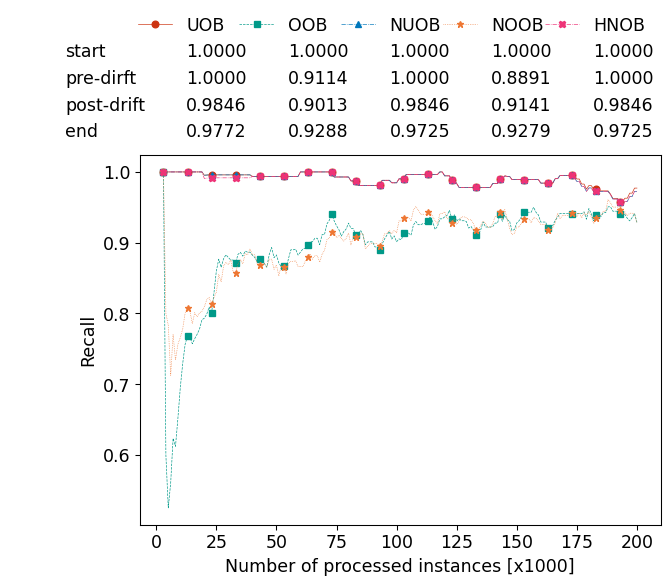 UOB OOB NUOB NOOB HNOB
start 1.0000 1.0000 1.0000 1.0000 1.0000
pre-dirft 1.0000 0.9114 1.0000 0.8891 1.0000
post-drift 0.9846 0.9013 0.9846 0.9141 0.9846
end 0.9772 0.9288 0.9725 0.9279 0.9725
1.0
0.9
0.8
0.7
0.6
Recall
0 25 50 75 100 125 150 175 200
Number of processed instances [x1000]